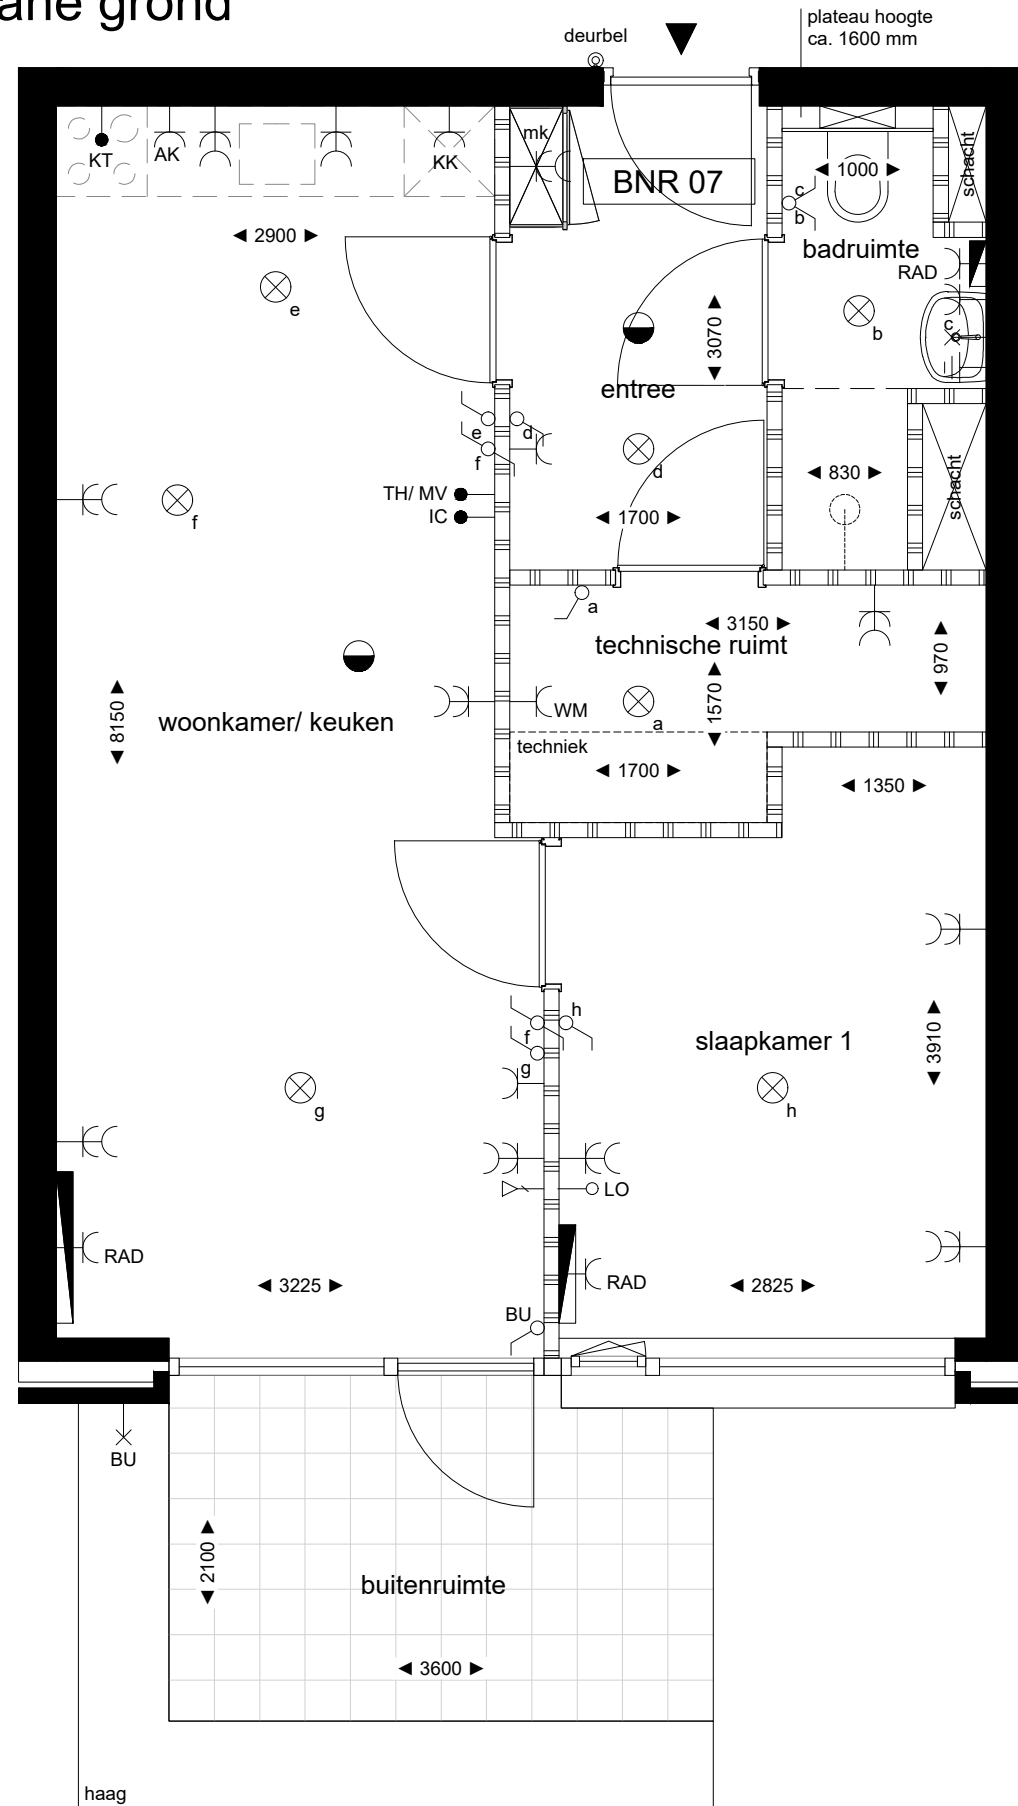 ane grond
plateau hoogte
ca. 1600 mm
deurbel
KT
AK
KK
mk
BNR 07
1000
schacht
c
b
2900
badruimte
RAD
e
b
c
3070
entree
e
d
f
d
830
schacht
TH/ MV
IC
f
1700
a
3150
technische ruimt
970
1570
WM
a
8150
woonkamer/ keuken
techniek
1700
1350
h
f
g
slaapkamer 1
3910
g
h
LO
RAD
RAD
3225
2825
BU
BU
2100
buitenruimte
3600
haag